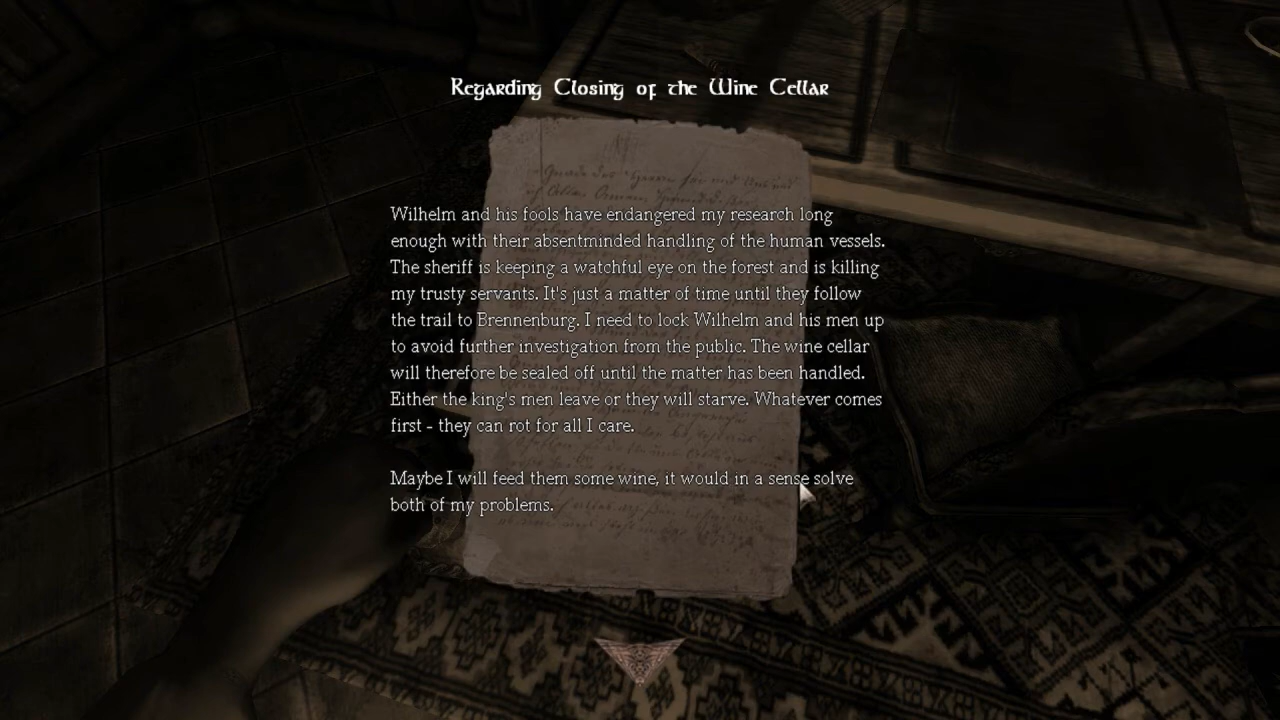 Regarding Closing of the Wine Cellar
Wilhelm and his fools have endangered my research long
enough with their absentminded handling of the human vessels.
The sheriff is keeping a watchful eye on the forest and is killing
my trusty servants. It's just a matter of time until they follow
the trail to Brennenburg. I need to lock Wilhelm and his men up
to avoid further investigation from the public. The wine cellar
will therefore be sealed off until the matter has been handled.
Either the king's men leave or they will starve. Whatever comes
first - they can rot for all I care.
Maybe I will feed them some wine, it would in a sense solve
both of my problems.